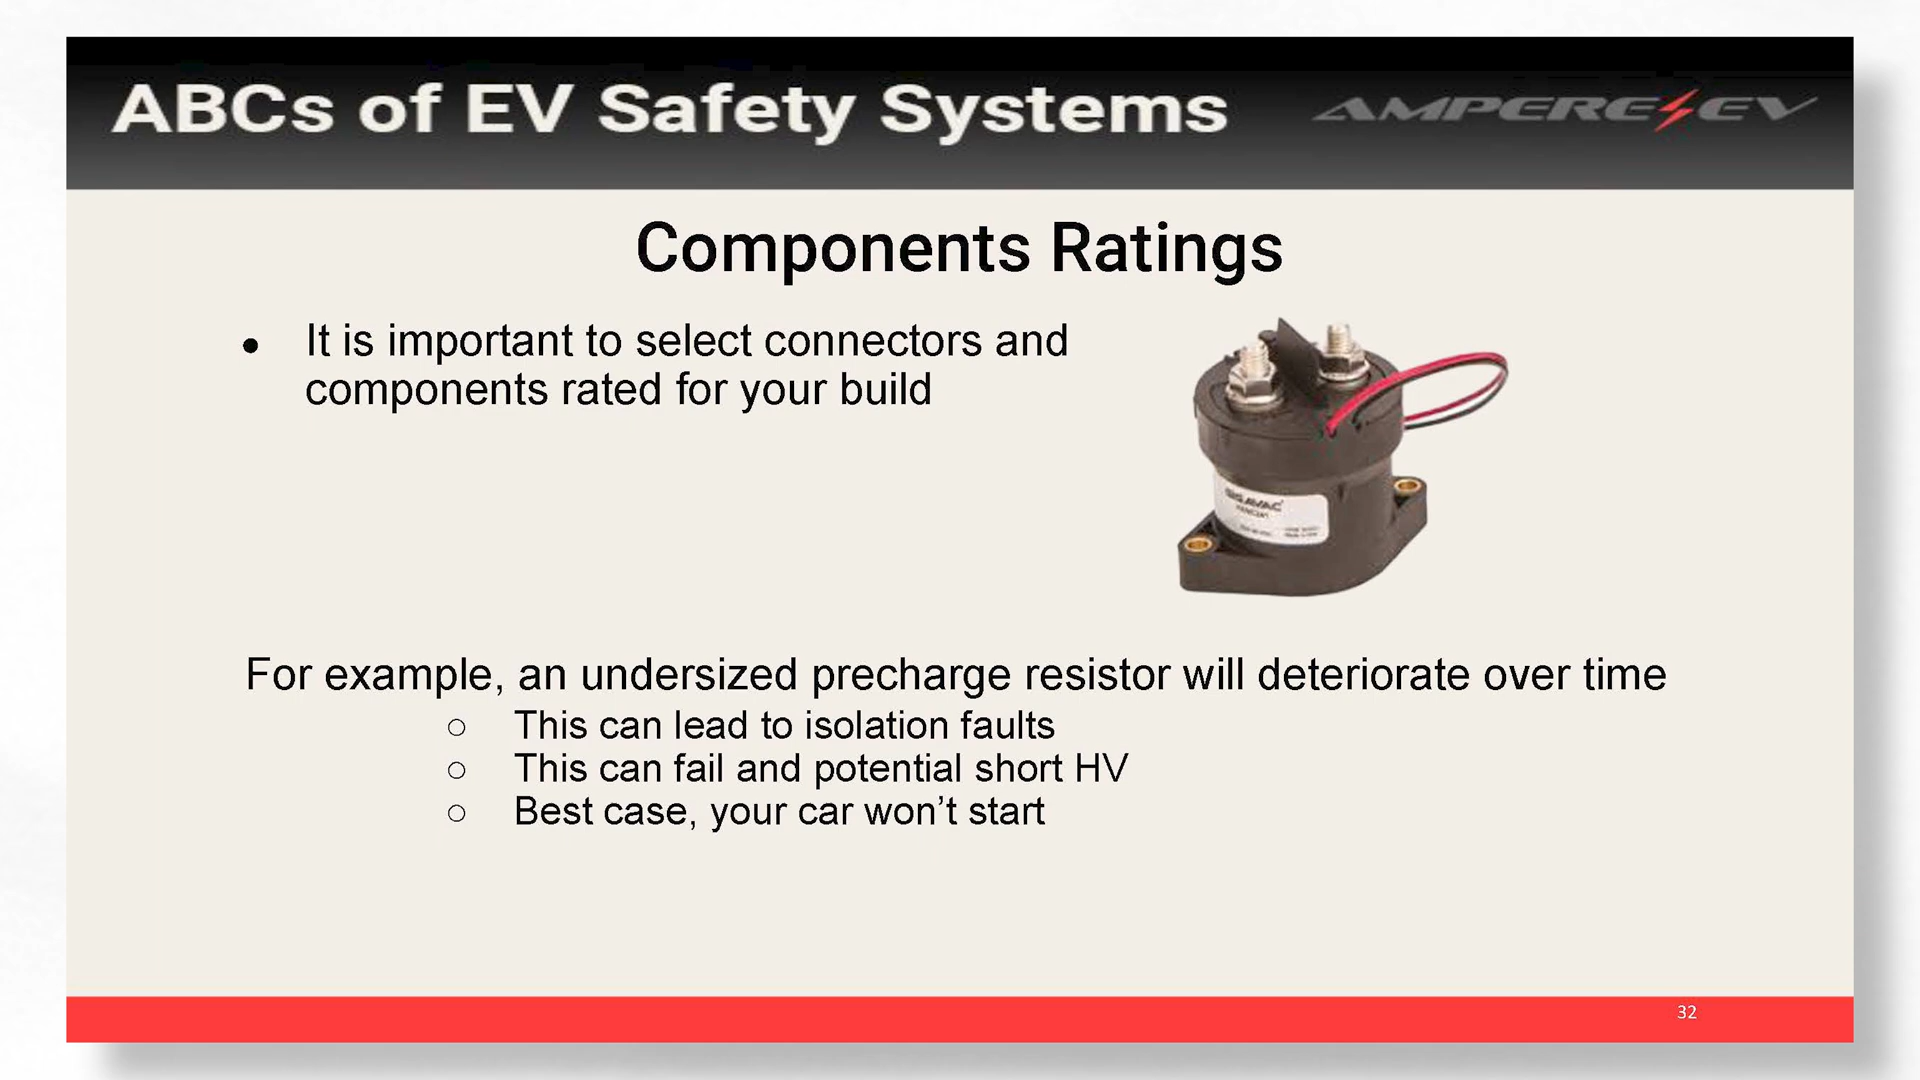 ABCs of EV Safety Systems
AMPERE EV
Components Ratings
● It is important to select connectors and
components rated for your build
GIGAVAC
For example, an undersized precharge resistor will deteriorate over time
○ This can lead to isolation faults
○ This can fail and potential short HV
○ Best case, your car won’t start
32